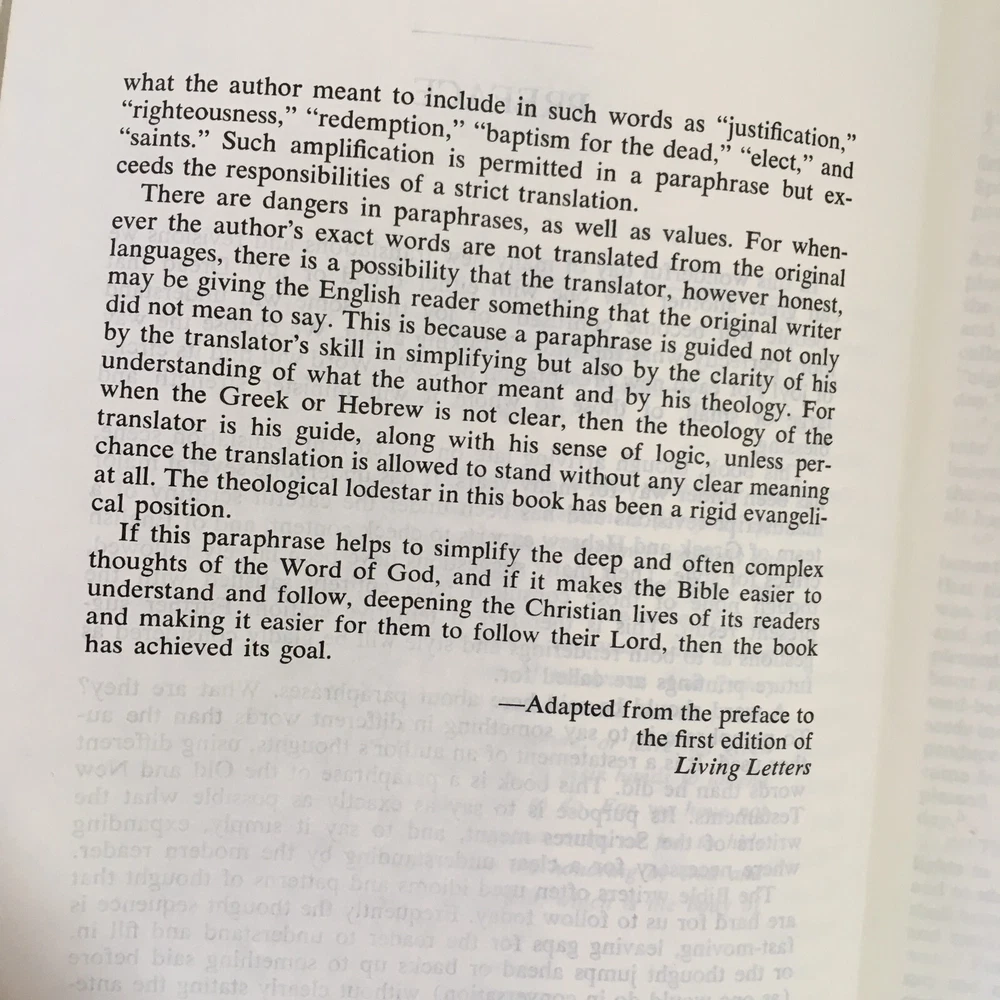 what the author meant to include in such words as “justification,”
“righteousness,” “redemption,” “baptism for the dead,” “elect,” and
“saints.” Such amplification is permitted in a paraphrase but ex-
ceeds the responsibilities of a strict translation.
There are dangers in paraphrases, as well as values. For when-
ever the author’s exact words are not translated from the original
languages, there is a possibility that the translator, however honest,
may be giving the English reader something that the original writer
did not mean to say. This is because a paraphrase is guided not only
by the translator’s skill in simplifying but also by the clarity of his
understanding of what the author meant and by his theology. For
when the Greek or Hebrew is not clear, then the theology of the
translator is his guide, along with his sense of logic, unless per-
chance the translation is allowed to stand without any clear meaning
at all. The theological lodestar in this book has been a rigid evangeli-
cal position.
If this paraphrase helps to simplify the deep and often complex
thoughts of the Word of God, and if it makes the Bible easier to
understand and follow, deepening the Christian lives of its readers
and making it easier for them to follow their Lord, then the book
has achieved its goal.
—Adapted from the preface to
the first edition of
Living Letters